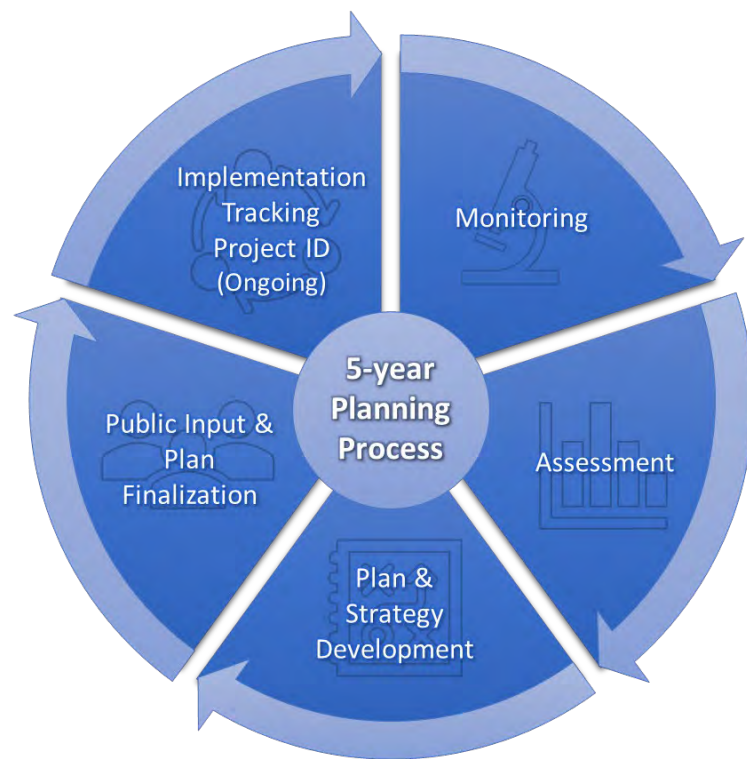 Implementation
Tracking
Project ID
(Ongoing)
Monitoring
5-year
Planning
Process
Public Input &
Plan
Finalization
Assessment
Plan &
Strategy
Development